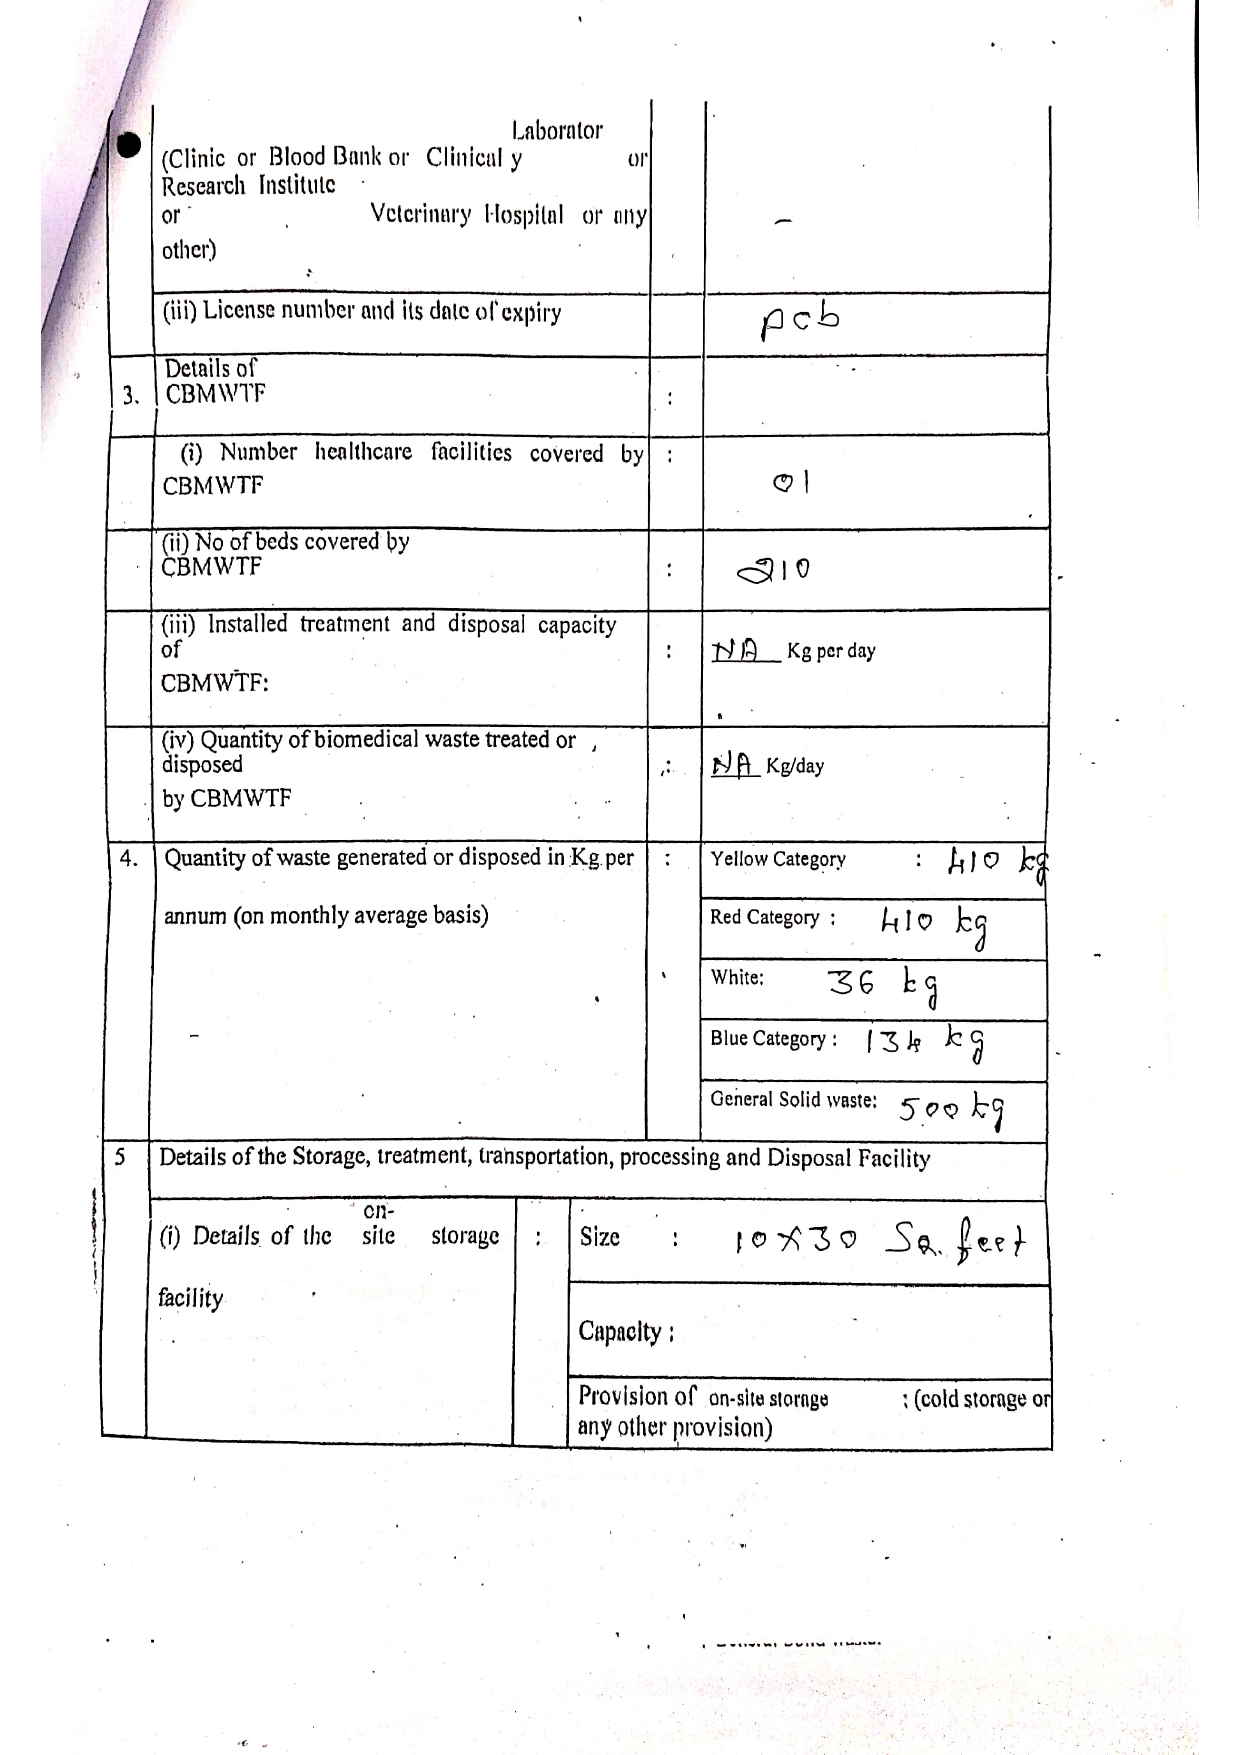 Laborator
(Clinic or Blood Bank or Clinical y or
Research Institute
or Veterinary Hospital or any –
other)
(iii) License number and its date of expiry pcb
Details of
3. CBMWTF :
(i) Number healthcare facilities covered by :
CBMWTF 01
(ii) No of beds covered by
CBMWTF : 210
(iii) Installed treatment and disposal capacity
of : NA Kg per day
CBMWTF:
(iv) Quantity of biomedical waste treated or
disposed : NA Kg/day
by CBMWTF
4. Quantity of waste generated or disposed in Kg per : Yellow Category : 410 kg
annum (on monthly average basis) Red Category : 410 kg
White: 36 kg
Blue Category : 134 kg
General Solid waste: 500 kg
5 Details of the Storage, treatment, transportation, processing and Disposal Facility
on-
(i) Details of the site storage : Size : 10X30 Sq. feet
facility
Capacity :
Provision of on-site storage : (cold storage or
any other provision)